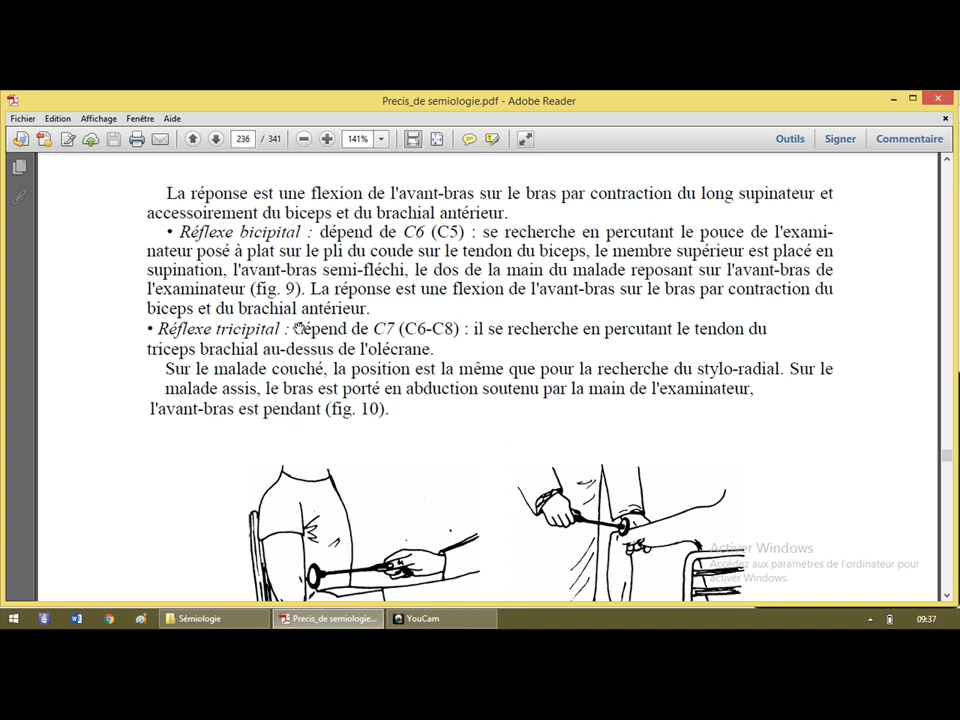 Precis_de semiologie.pdf - Adobe Reader
Fichier Edition Affichage Fenêtre Aide
236 / 341 141% Outils Signer Commentaire
La réponse est une flexion de l'avant-bras sur le bras par contraction du long supinateur et
accessoirement du biceps et du brachial antérieur.
• Réflexe bicipital : dépend de C6 (C5) : se recherche en percutant le pouce de l'exami-
nateur posé à plat sur le pli du coude sur le tendon du biceps, le membre supérieur est placé en
supination, l'avant-bras semi-fléchi, le dos de la main du malade reposant sur l'avant-bras de
l'examinateur (fig. 9). La réponse est une flexion de l'avant-bras sur le bras par contraction du
biceps et du brachial antérieur.
• Réflexe tricipital : dépend de C7 (C6-C8) : il se recherche en percutant le tendon du
triceps brachial au-dessus de l'olécrane.
Sur le malade couché, la position est la même que pour la recherche du stylo-radial. Sur le
malade assis, le bras est porté en abduction soutenu par la main de l'examinateur,
l'avant-bras est pendant (fig. 10).
Activer Windows
Accédez aux paramètres de l'ordinateur pour
activer Windows.
Sémiologie Precis_de semiologie... YouCam 09:37